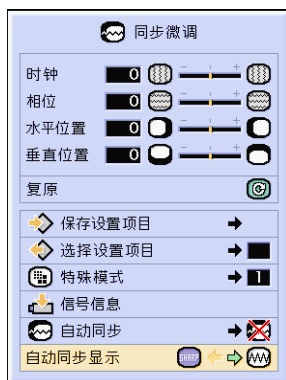 同步微调
时钟 0 - +
相位 0 - +
水平位置 0 - +
垂直位置 0 - +
复原
保存设置项目
选择设置项目
特殊模式 1
信号信息
自动同步
自动同步显示 SHARP